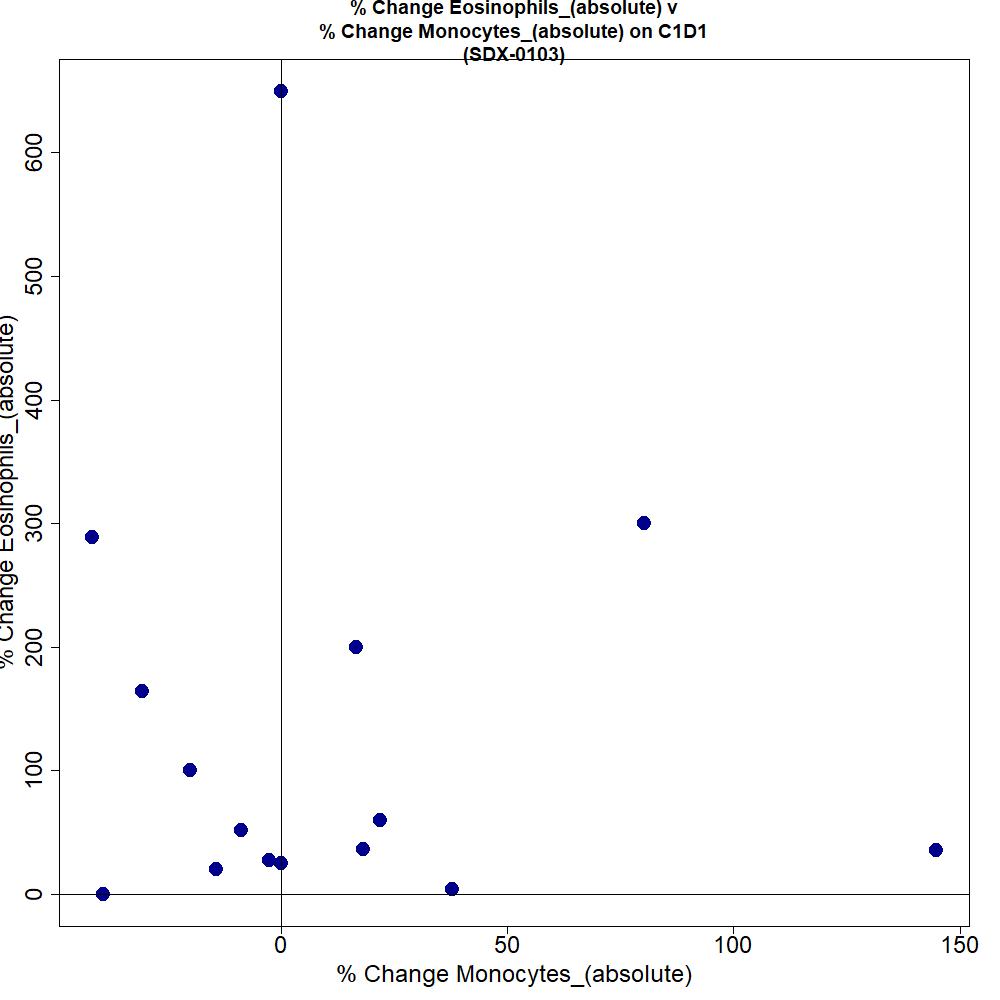 % Change Eosinophils_(absolute) v
% Change Monocytes_(absolute) on C1D1
(SDX-0103)
% Change Eosinophils_(absolute)
600
500
400
300
200
100
0
0 50 100 150
% Change Monocytes_(absolute)